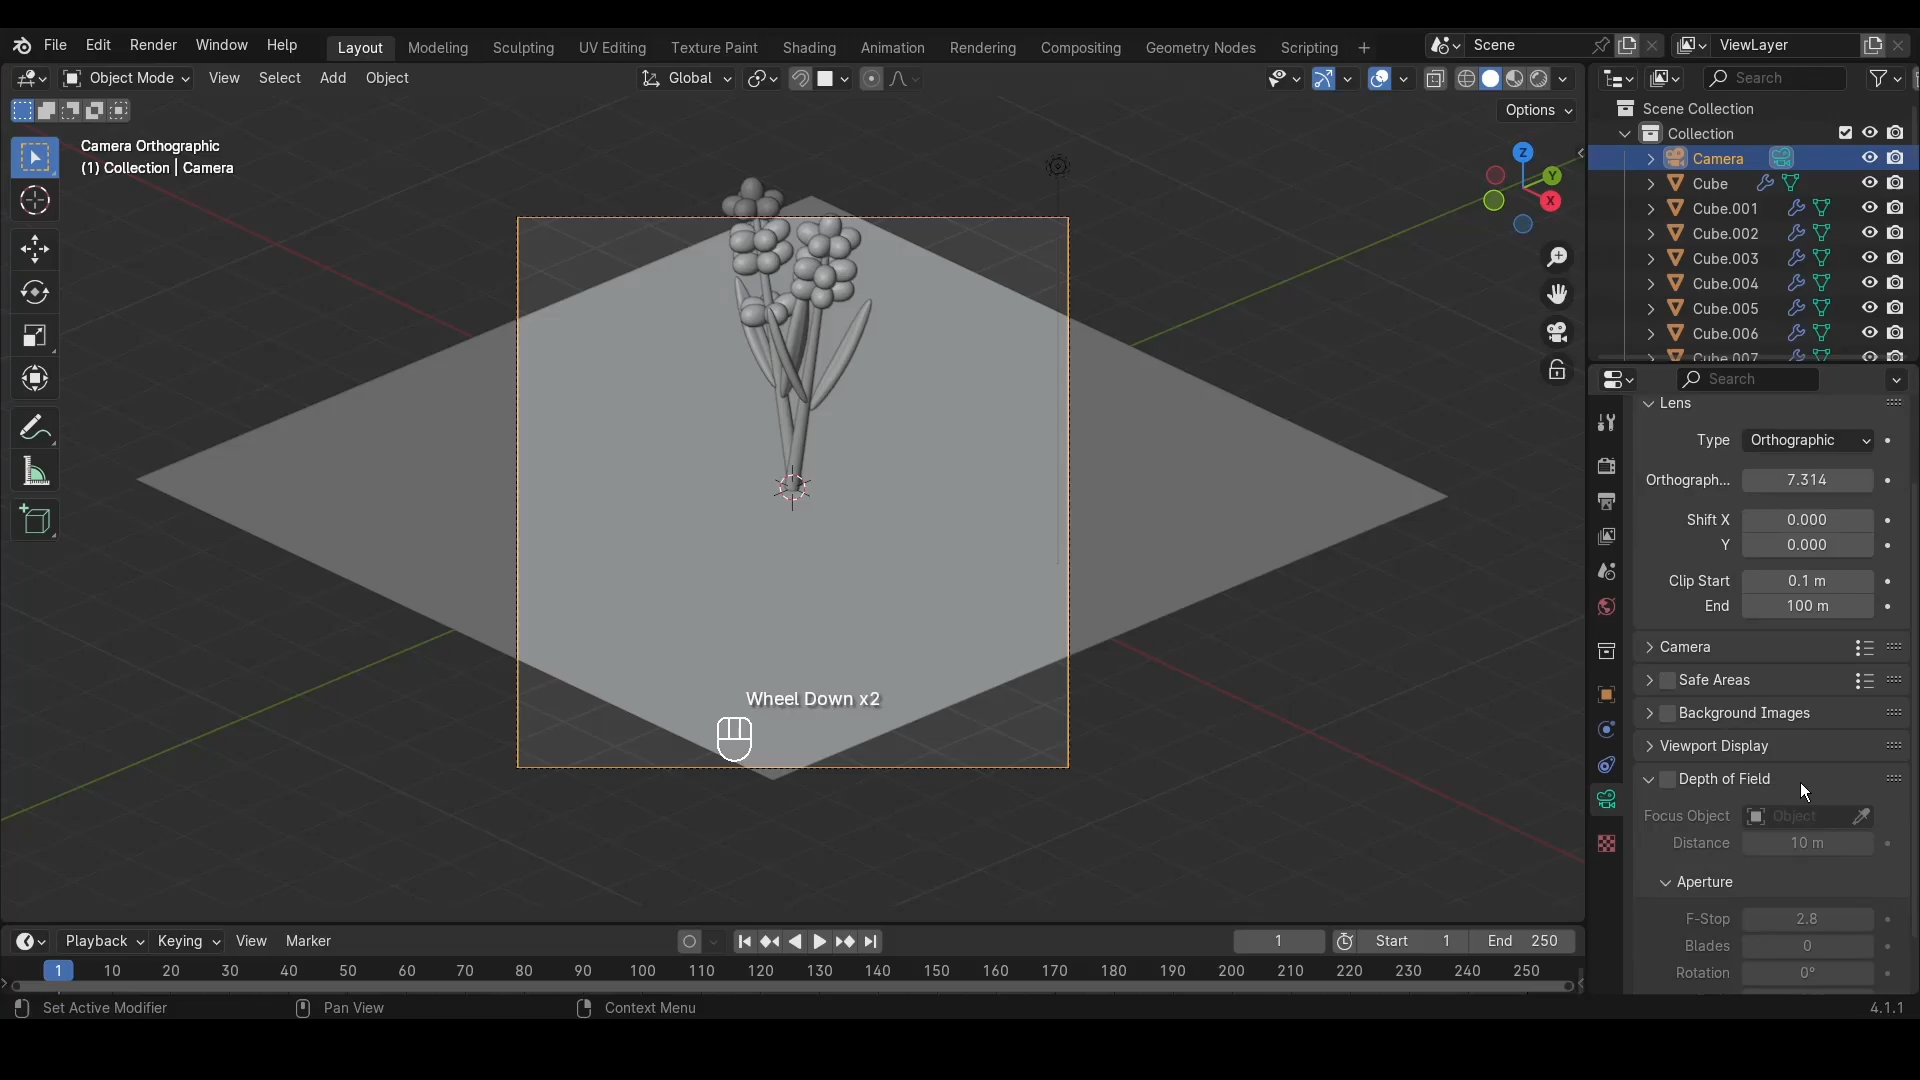 File Edit Render Window Help Layout Modeling Sculpting UV Editing Texture Paint Shading Animation Rendering Compositing Geometry Nodes Scripting Scene ViewLayer
Object Mode View Select Add Object Global Search
Options
Camera Orthographic
(1) Collection | Camera
Z
Y
X
Scene Collection
Collection
Camera
Cube
Cube.001
Cube.002
Cube.003
Cube.004
Cube.005
Cube.006
Cube.007
Search
Lens
Type Orthographic
Orthograph... 7.314
Shift X 0.000
Y 0.000
Clip Start 0.1 m
End 100 m
Camera
Safe Areas
Background Images
Viewport Display
Depth of Field
Focus Object Object
Distance 10 m
Aperture
F-Stop 2.8
Blades 0
Rotation 0°
Wheel Down x2
Playback Keying View Marker 1 Start 1 End 250
1 10 20 30 40 50 60 70 80 90 100 110 120 130 140 150 160 170 180 190 200 210 220 230 240 250
Set Active Modifier Pan View Context Menu 4.1.1